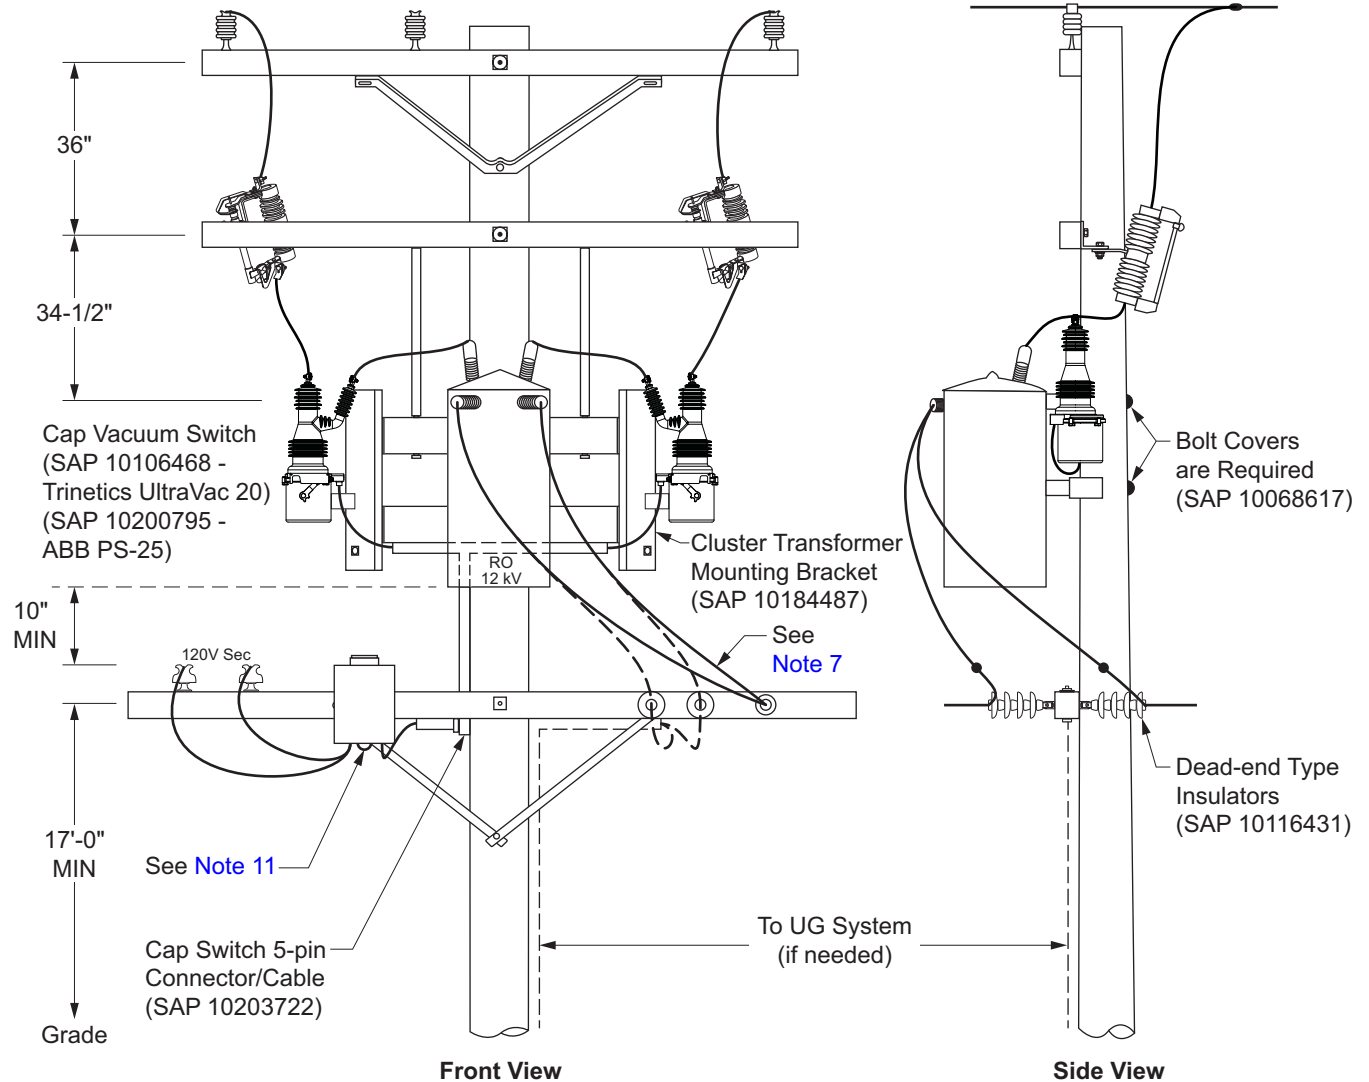 36"
34-1/2"
Cap Vacuum Switch
(SAP 10106468 -
Trinetics UltraVac 20)
(SAP 10200795 -
ABB PS-25)
RO
12 kV
Cluster Transformer
Mounting Bracket
(SAP 10184487)
Bolt Covers
are Required
(SAP 10068617)
10"
MIN
120V Sec
See
Note 7
Dead-end Type
Insulators
(SAP 10116431)
17'-0"
MIN
See Note 11
Cap Switch 5-pin
Connector/Cable
(SAP 10203722)
To UG System
(if needed)
Grade
Front View
Side View